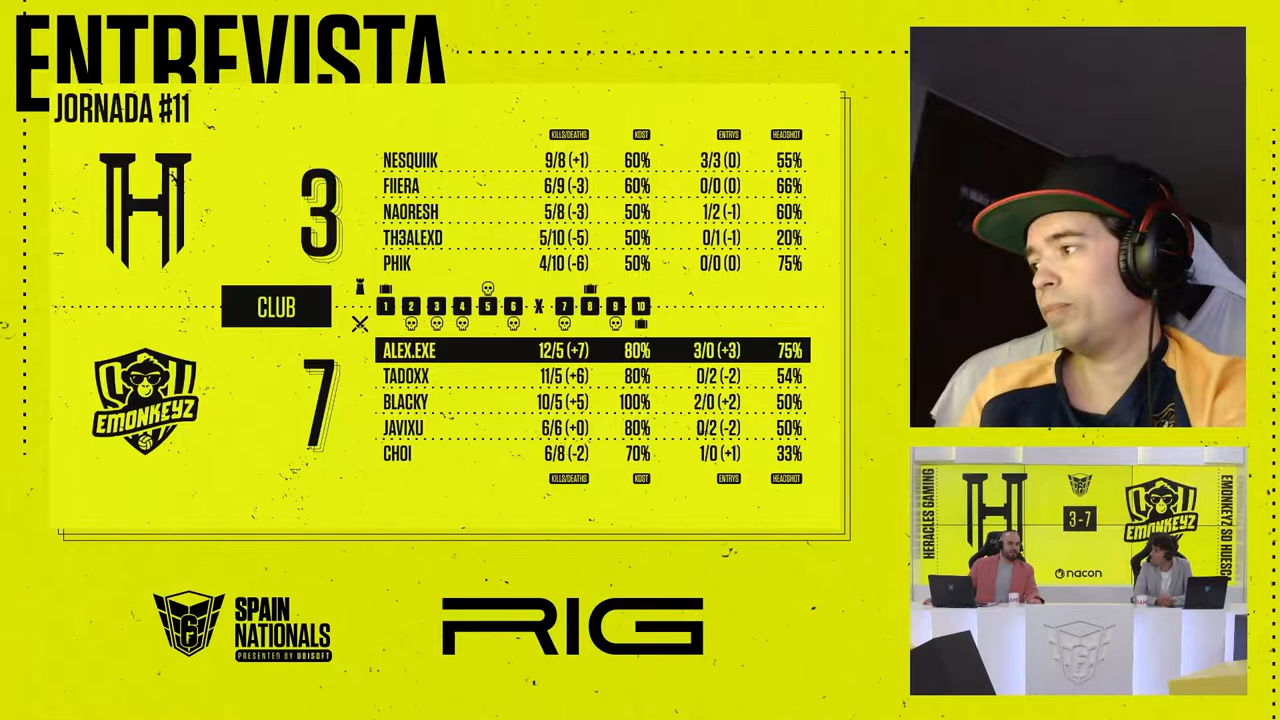 ENTREVISTA
JORNADA #11
KILLS/DEATHS KOST ENTRYS HEADSHOT
NESQUIIK 9/8 (+1) 60% 3/3 (0) 55%
FIIERA 6/9 (-3) 60% 0/0 (0) 66%
NAORESH 5/8 (-3) 50% 1/2 (-1) 60%
TH3ALEXD 5/10 (-5) 50% 0/1 (-1) 20%
PHIK 4/10 (-6) 50% 0/0 (0) 75%
3
CLUB
1 2 3 4 5 6 X 7 8 9 10
7
EMONKEYZ
ALEX.EXE 12/5 (+7) 80% 3/0 (+3) 75%
TADOXX 11/5 (+6) 80% 0/2 (-2) 54%
BLACKY 10/5 (+5) 100% 2/0 (+2) 50%
JAVIXU 6/6 (+0) 80% 0/2 (-2) 50%
CHOI 6/8 (-2) 70% 1/0 (+1) 33%
KILLS/DEATHS KOST ENTRYS HEADSHOT
6
SPAIN
NATIONALS
PRESENTED BY UBISOFT
RIG
HERACLES GAMING
3-7
EMONKEYZ
EMONKEYZ SD HUESCA
nacon